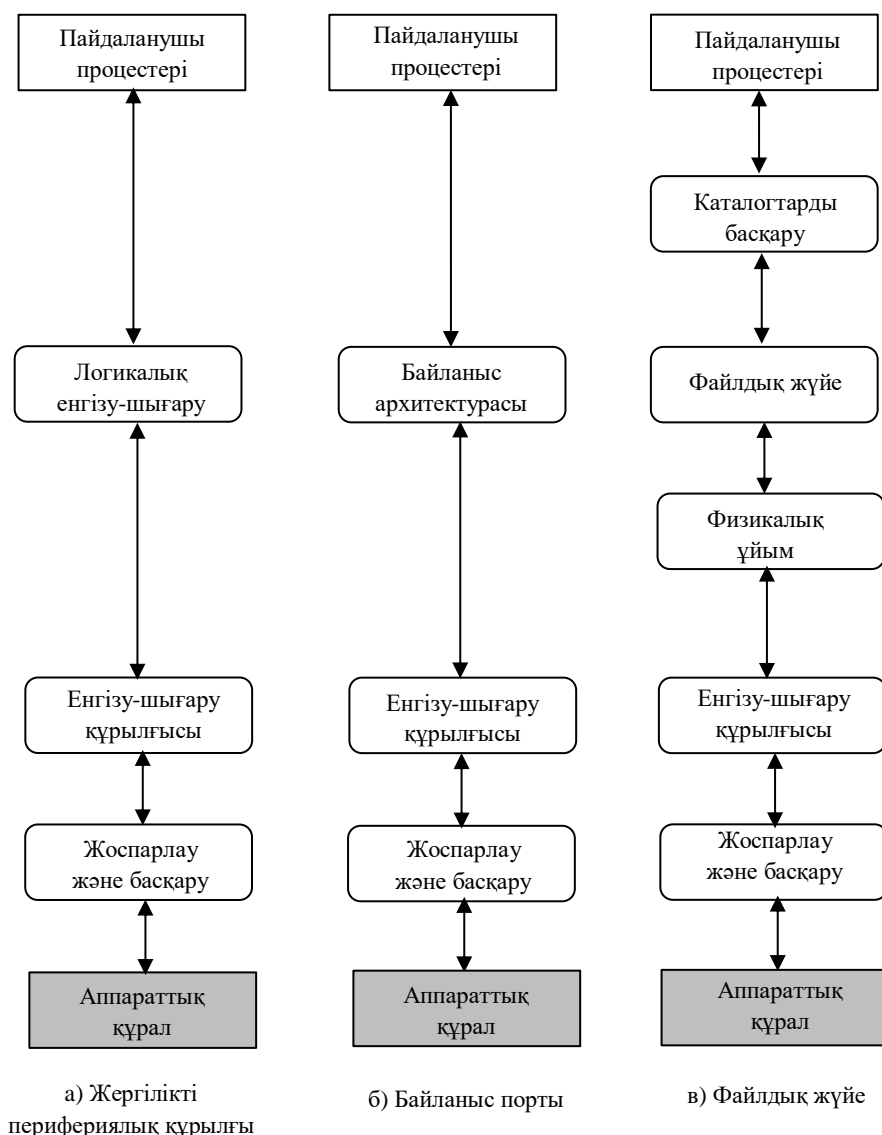 Пайдаланушы
процестері
Логикалық
енгізу-шығару
Енгізу-шығару
құрылғысы
Жоспарлау
және басқару
Аппараттық
құрал
а) Жергілікті
перифериялық құрылғы
Пайдаланушы
процестері
Байланыс
архитектурасы
Енгізу-шығару
құрылғысы
Жоспарлау
және басқару
Аппараттық
құрал
б) Байланыс порты
Пайдаланушы
процестері
Каталогтарды
басқару
Файлдық жүйе
Физикалық
ұйым
Енгізу-шығару
құрылғысы
Жоспарлау
және басқару
Аппараттық
құрал
в) Файлдық жүйе